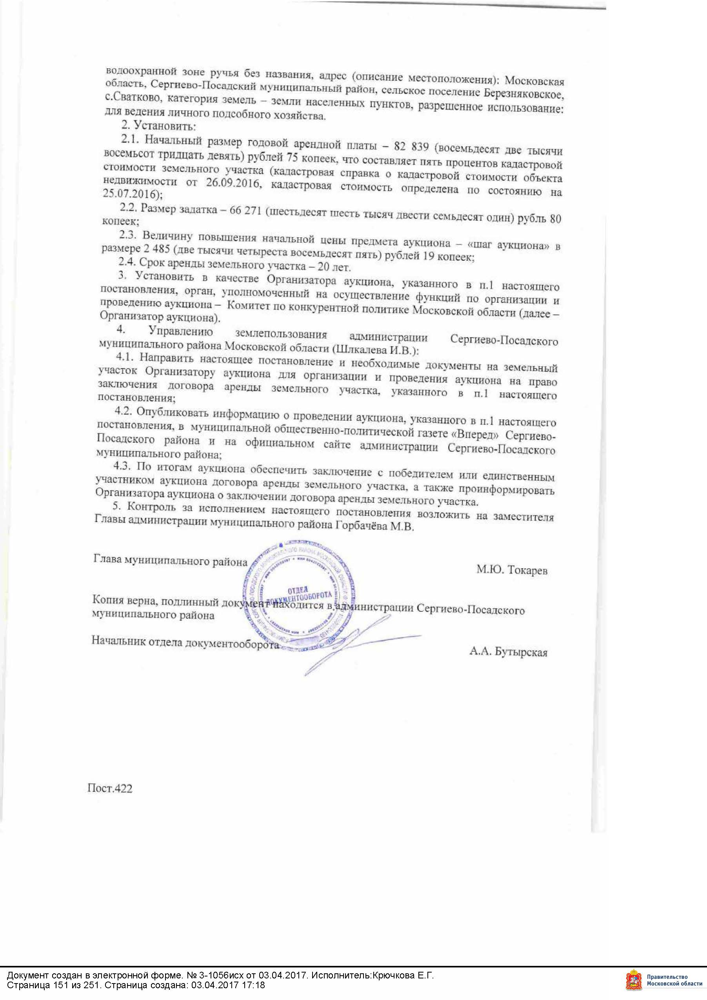 водоохранной зоне ручья без названия, адрес (описание местоположения): Московская
область, Сергиево-Посадский муниципальный район, сельское поселение Березняковское,
с.Сватково, категория земель – земли населенных пунктов, разрешенное использование:
для ведения личного подсобного хозяйства.
2. Установить:
2.1. Начальный размер годовой арендной платы – 82 839 (восемьдесят две тысячи
восемьсот тридцать девять) рублей 75 копеек, что составляет пять процентов кадастровой
стоимости земельного участка (кадастровая справка о кадастровой стоимости объекта
недвижимости от 26.09.2016, кадастровая стоимость определена по состоянию на
25.07.2016);
2.2. Размер задатка – 66 271 (шестьдесят шесть тысяч двести семьдесят один) рубль 80
копеек;
2.3. Величину повышения начальной цены предмета аукциона – «шаг аукциона» в
размере 2 485 (две тысячи четыреста восемьдесят пять) рублей 19 копеек;
2.4. Срок аренды земельного участка – 20 лет.
3. Установить в качестве Организатора аукциона, указанного в п.1 настоящего
постановления, орган, уполномоченный на осуществление функций по организации и
проведению аукциона – Комитет по конкурентной политике Московской области (далее –
Организатор аукциона).
4. Управлению землепользования администрации Сергиево-Посадского
муниципального района Московской области (Шлкалева И.В.):
4.1. Направить настоящее постановление и необходимые документы на земельный
участок Организатору аукциона для организации и проведения аукциона на право
заключения договора аренды земельного участка, указанного в п.1 настоящего
постановления;
4.2. Опубликовать информацию о проведении аукциона, указанного в п.1 настоящего
постановления, в муниципальной общественно-политической газете «Вперед» Сергиево-
Посадского района и на официальном сайте администрации Сергиево-Посадского
муниципального района;
4.3. По итогам аукциона обеспечить заключение с победителем или единственным
участником аукциона договора аренды земельного участка, а также проинформировать
Организатора аукциона о заключении договора аренды земельного участка.
5. Контроль за исполнением настоящего постановления возложить на заместителя
Главы администрации муниципального района Горбачёва М.В.
Глава муниципального района
М.Ю. Токарев
ОТДЕЛ
ДОКУМЕНТООБОРОТА
Копия верна, подлинный документ находится в администрации Сергиево-Посадского
муниципального района
Начальник отдела документооборота
А.А. Бутырская
Пост.422
Документ создан в электронной форме. № 3-1056исх от 03.04.2017. Исполнитель:Крючкова Е.Г.
Страница 151 из 251. Страница создана: 03.04.2017 17:18
Правительство
Московской области